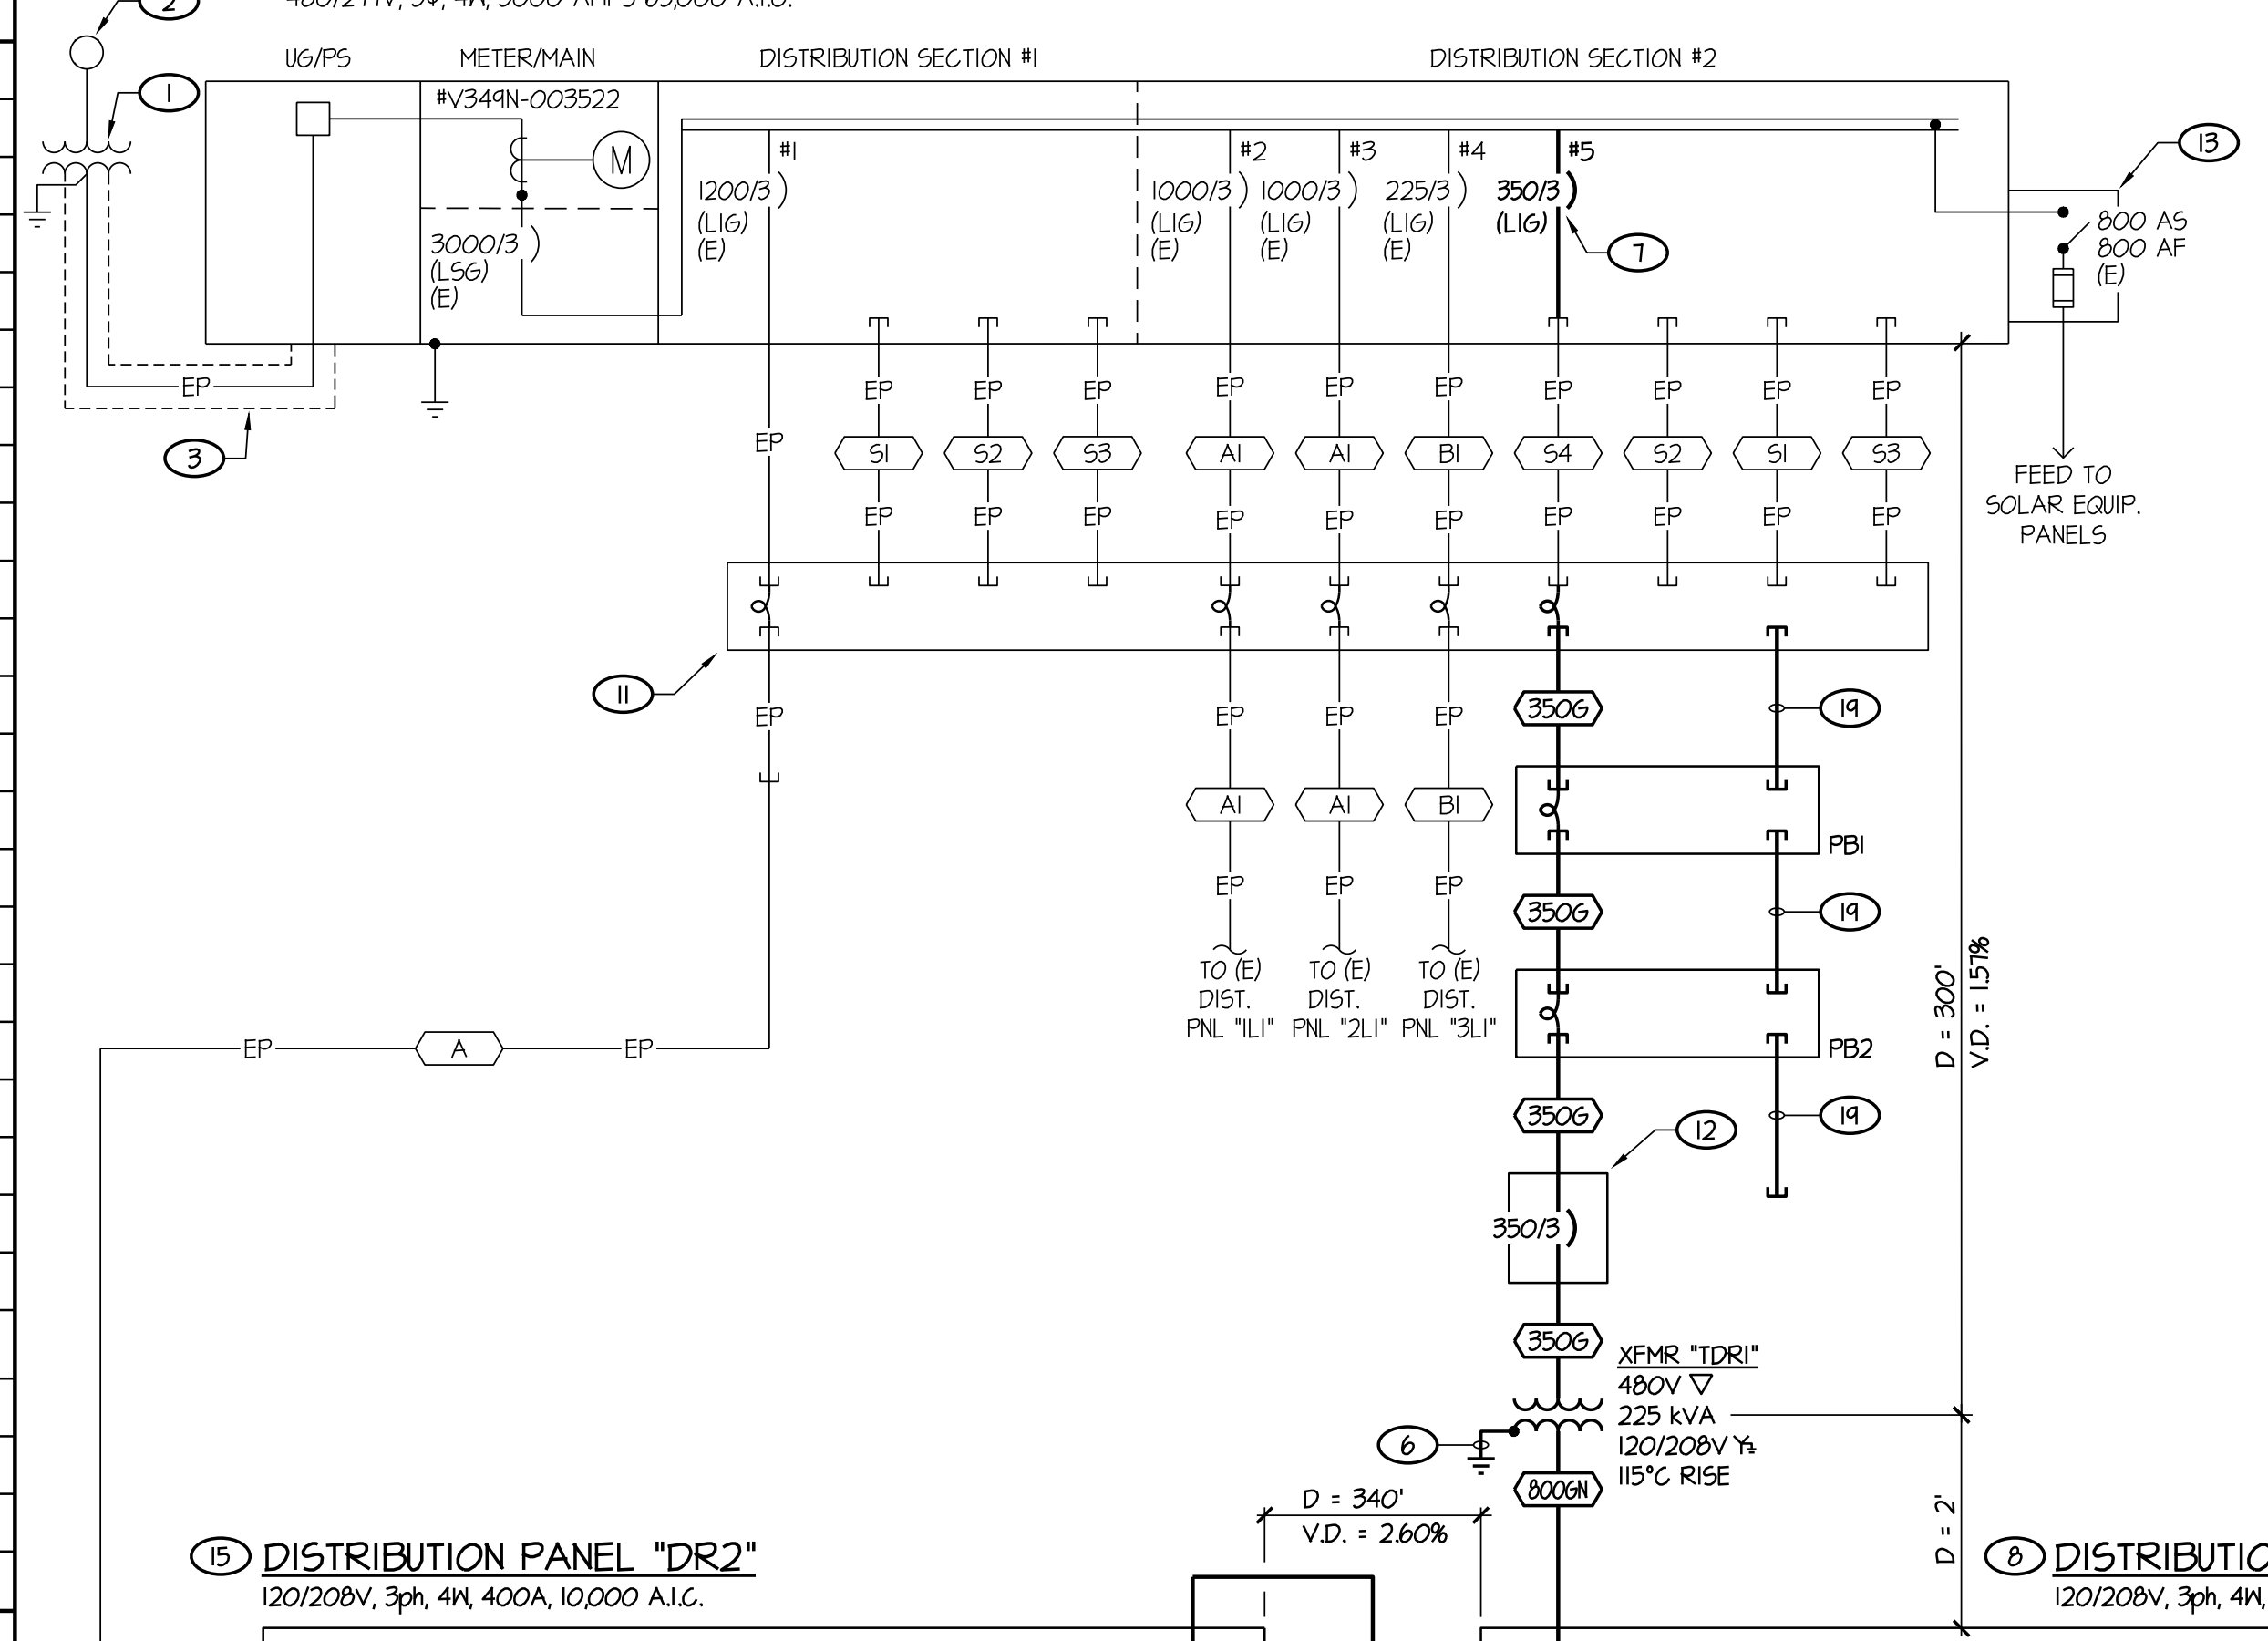 2
UG/PS
METER/MAIN
DISTRIBUTION SECTION #1
DISTRIBUTION SECTION #2
1
#V349N-003522
M
3000/3
(LSG)
(E)
#1
1200/3
(LIG)
(E)
#2
1000/3
(LIG)
(E)
#3
1000/3
(LIG)
(E)
#4
225/3
(LIG)
(E)
#5
350/3
(LIG)
7
13
800 AS
800 AF
(E)
EP
3
EP
EP
EP
EP
EP
EP
EP
EP
EP
EP
EP
S1
S2
S3
A1
A1
B1
S4
S2
S1
S3
EP
EP
EP
EP
EP
EP
EP
EP
EP
EP
FEED TO
SOLAR EQUIP.
PANELS
11
EP
EP
EP
EP
350G
19
A1
A1
B1
PB1
EP
EP
EP
350G
19
TO (E)
DIST.
PNL "1L1"
TO (E)
DIST.
PNL "2L1"
TO (E)
DIST.
PNL "3L1"
D = 300'
V.D. = 1.57%
EP
A
EP
PB2
350G
19
12
350/3
350G
XFMR "TDR1"
480V
225 kVA
120/208V Y
115°C RISE
6
800GN
D = 340'
V.D. = 2.60%
D = 2'
15
DISTRIBUTION PANEL "DR2"
120/208V, 3ph, 4W, 400A, 10,000 A.I.C.
8
DISTRIBUTIO
120/208V, 3ph, 4W,